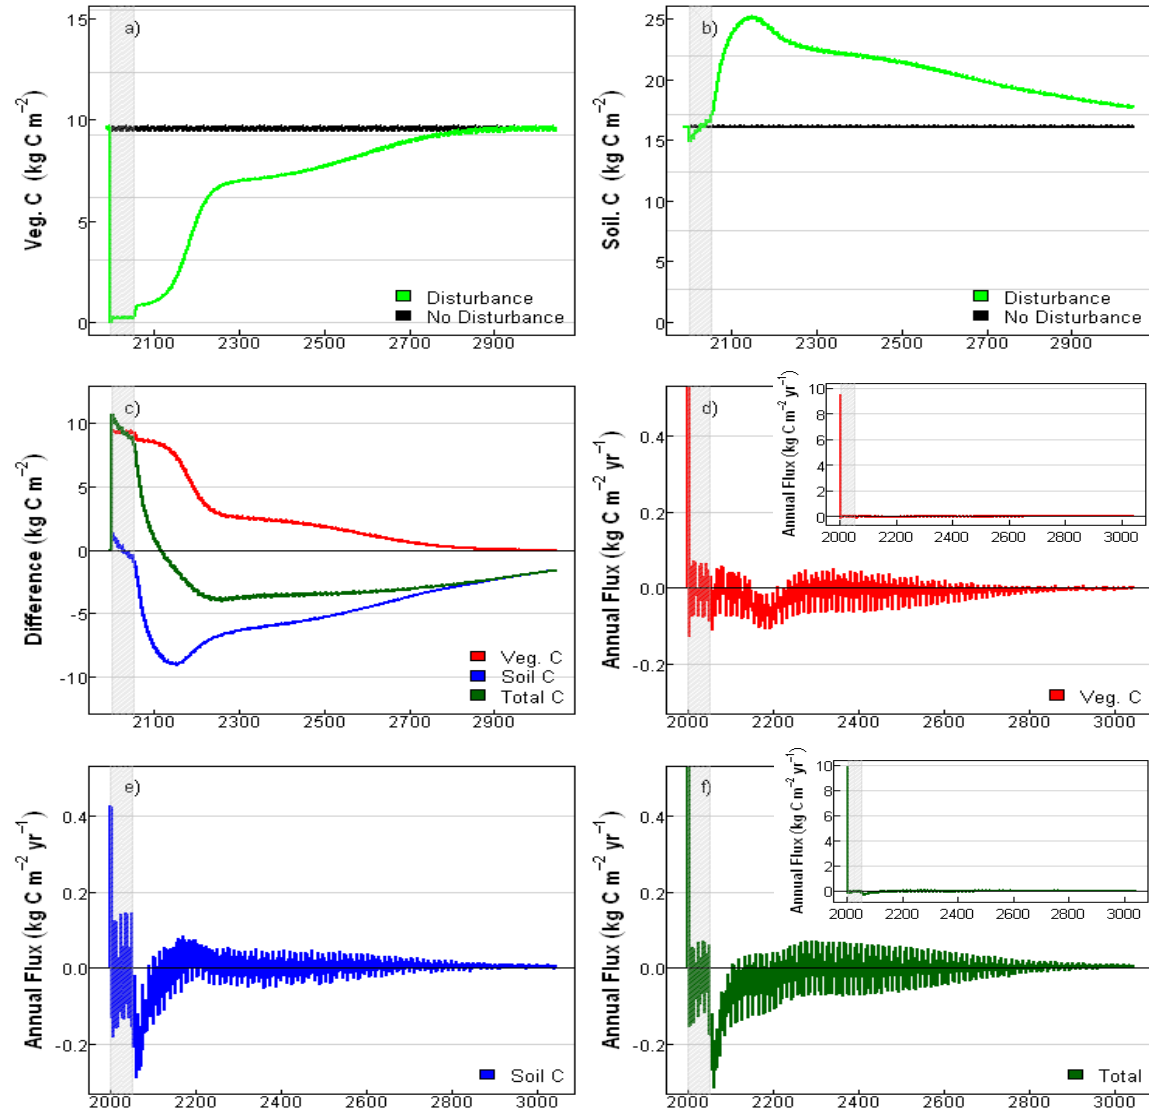 a)
Veg. C (kg C m⁻²)
15
10
5
0
Disturbance
No Disturbance
2100 2300 2500 2700 2900
b)
Soil. C (kg C m⁻²)
25
20
15
10
5
0
Disturbance
No Disturbance
2100 2300 2500 2700 2900
c)
Difference (kg C m⁻²)
10
5
0
-5
-10
Veg. C
Soil C
Total C
2100 2300 2500 2700 2900
d)
Annual Flux (kg C m⁻² yr⁻¹)
0.4
0.2
0.0
-0.2
Veg. C
2000 2200 2400 2600 2800 3000
Annual Flux (kg C m⁻² yr⁻¹)
10
8
6
4
2
0
2000 2200 2400 2600 2800 3000
e)
Annual Flux (kg C m⁻² yr⁻¹)
0.4
0.2
0.0
-0.2
Soil C
2000 2200 2400 2600 2800 3000
f)
Annual Flux (kg C m⁻² yr⁻¹)
0.4
0.2
0.0
-0.2
Total
2000 2200 2400 2600 2800 3000
Annual Flux (kg C m⁻² yr⁻¹)
10
8
6
4
2
0
2000 2200 2400 2600 2800 3000